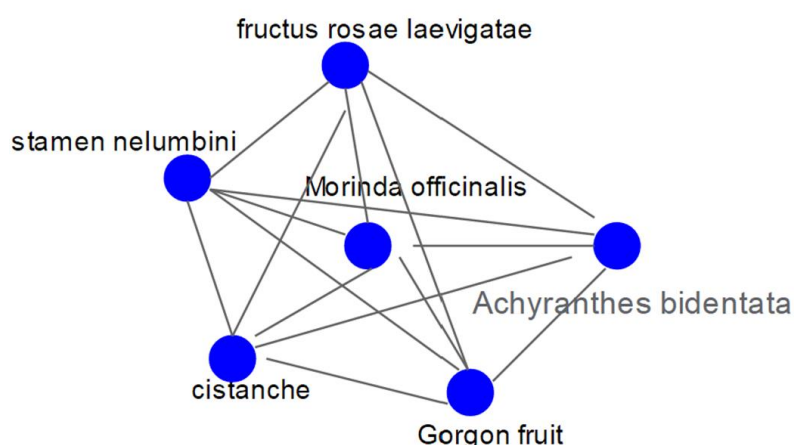 fructus rosae laevigatae
stamen nelumbini
Morinda officinalis
Achyranthes bidentata
cistanche
Gorgon fruit